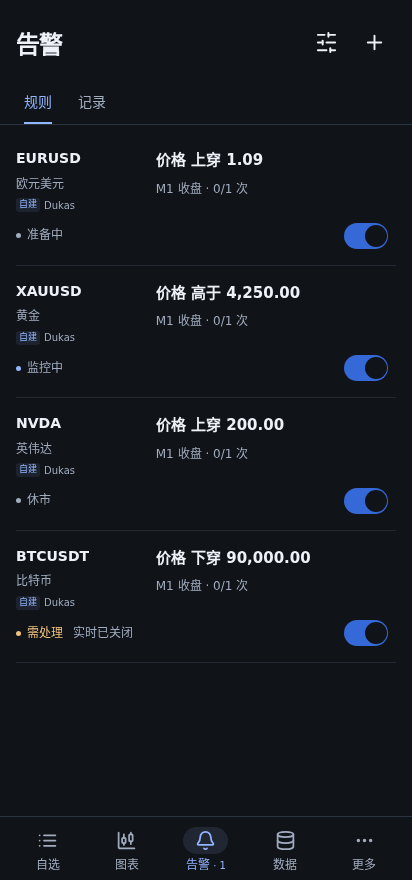 告警
规则 记录
EURUSD 价格 上穿 1.09
欧元美元 M1 收盘 · 0/1 次
自建 Dukas
准备中
XAUUSD 价格 高于 4,250.00
黄金 M1 收盘 · 0/1 次
自建 Dukas
监控中
NVDA 价格 上穿 200.00
英伟达 M1 收盘 · 0/1 次
自建 Dukas
休市
BTCUSDT 价格 下穿 90,000.00
比特币 M1 收盘 · 0/1 次
自建 Dukas
需处理 实时已关闭
自选 图表 告警 · 1 数据 更多